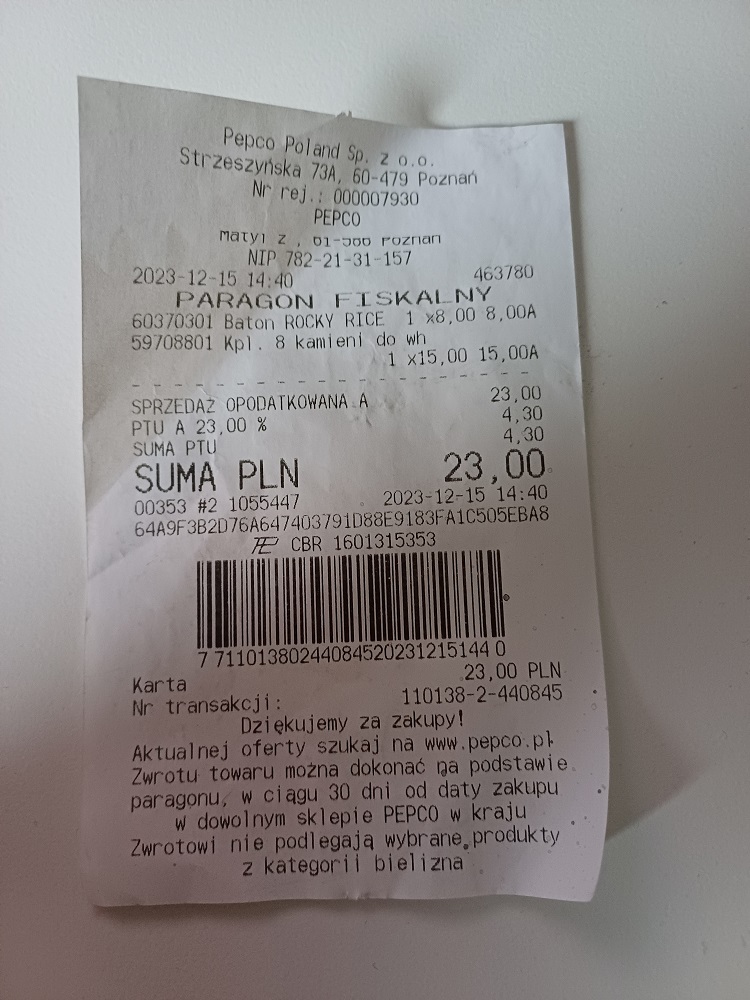 Pepco Poland Sp. z o.o.
Strzeszyńska 73A, 60-479 Poznań
Nr rej.: 000007930
PEPCO
Poznań
NIP 782-21-31-157
2023-12-15 14:40 463780
PARAGON FISKALNY
60370301 Baton ROCKY RICE 1 x8,00 8,00A
59708801 Kpl. 8 kamieni do wh
1 x15,00 15,00A
- - - - - - - - - - - - - - - - - - - -
SPRZEDAŻ OPODATKOWANA A 23,00
PTU A 23,00 % 4,30
SUMA PTU 4,30
SUMA PLN 23,00
00353 #2 1055447 2023-12-15 14:40
64A9F3B2D76A647403791D88E9183FA1C505EBA8
CBR 1601315353
7 71101380244084520231215144 0
Karta 23,00 PLN
Nr transakcji: 110138-2-440845
Dziękujemy za zakupy!
Aktualnej oferty szukaj na www.pepco.pl
Zwrotu towaru można dokonać na podstawie
paragonu, w ciągu 30 dni od daty zakupu
w dowolnym sklepie PEPCO w kraju
Zwrotowi nie podlegają wybrane produkty
z kategorii bielizna